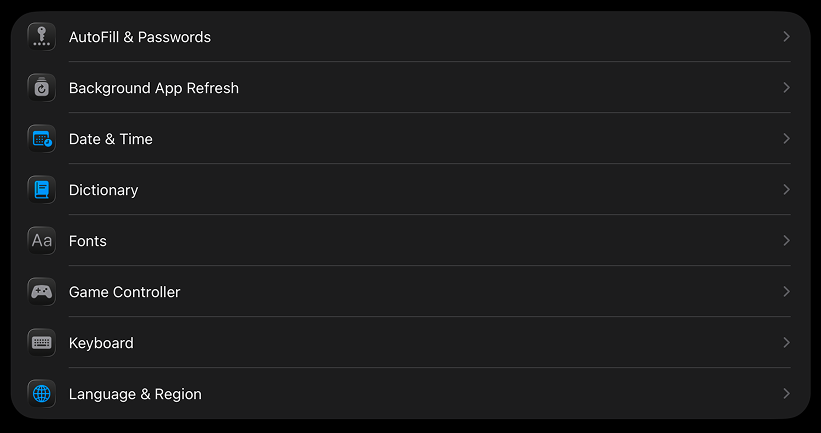 AutoFill & Passwords
Background App Refresh
Date & Time
Dictionary
Aa Fonts
Game Controller
Keyboard
Language & Region